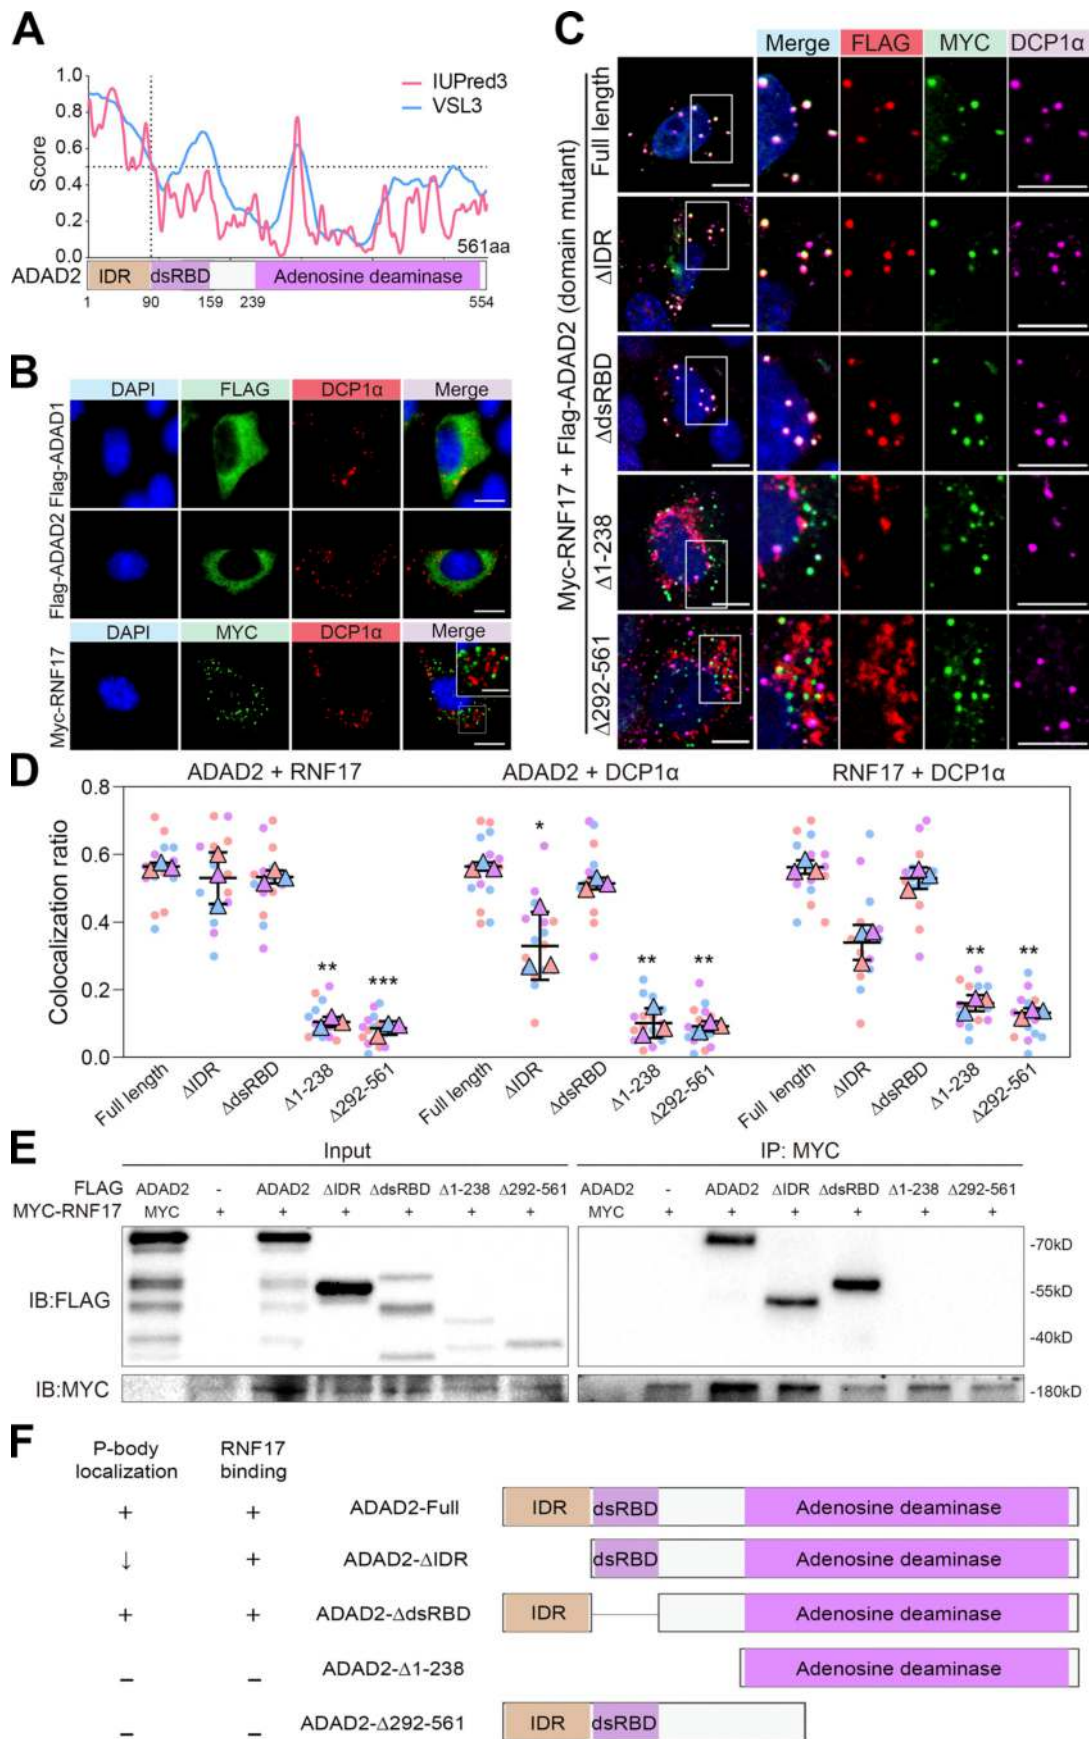 A
1.0
0.8
0.6
0.4
0.2
0.0
Score
IUPred3
VSL3
561aa
ADAD2 IDR dsRBD Adenosine deaminase
1 90 159 239 554
B
DAPI FLAG DCP1α Merge
Flag-ADAD1
Flag-ADAD2
DAPI MYC DCP1α Merge
Myc-RNF17
C
Merge FLAG MYC DCP1α
Myc-RNF17 + Flag-ADAD2 (domain mutant)
Full length
ΔIDR
ΔdsRBD
Δ1-238
Δ292-561
D
ADAD2 + RNF17 ADAD2 + DCP1α RNF17 + DCP1α
Colocalization ratio
0.8
0.6
0.4
0.2
0.0
** *** * ** ** ** **
Full length ΔIDR ΔdsRBD Δ1-238 Δ292-561 Full length ΔIDR ΔdsRBD Δ1-238 Δ292-561 Full length ΔIDR ΔdsRBD Δ1-238 Δ292-561
E
Input IP: MYC
FLAG ADAD2 - ADAD2 ΔIDR ΔdsRBD Δ1-238 Δ292-561 ADAD2 - ADAD2 ΔIDR ΔdsRBD Δ1-238 Δ292-561
MYC-RNF17 MYC + + + + + + MYC + + + + + +
IB:FLAG
-70kD
-55kD
-40kD
IB:MYC
-180kD
F
P-body localization
RNF17 binding
+ + ADAD2-Full IDR dsRBD Adenosine deaminase
↓ + ADAD2-ΔIDR dsRBD Adenosine deaminase
+ + ADAD2-ΔdsRBD IDR Adenosine deaminase
– – ADAD2-Δ1-238 Adenosine deaminase
– – ADAD2-Δ292-561 IDR dsRBD